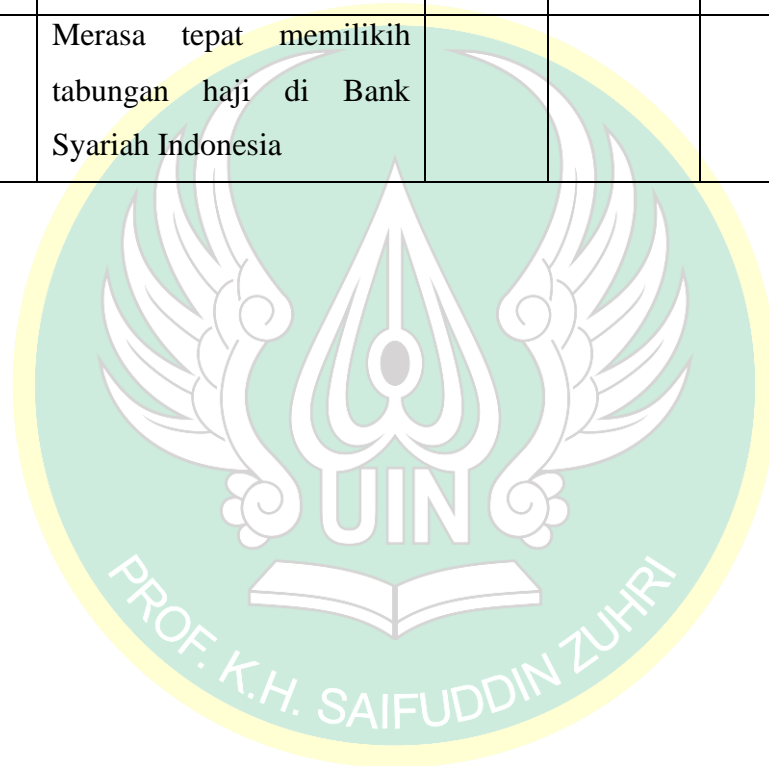 Merasa tepat memilikih
tabungan haji di Bank
Syariah Indonesia
UIN
PROF. K.H. SAIFUDDIN ZUHRI